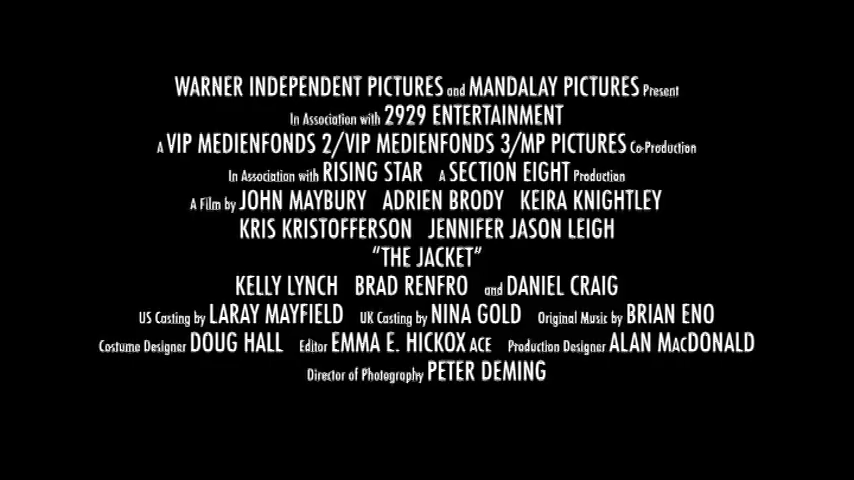 WARNER INDEPENDENT PICTURES and MANDALAY PICTURES Present
In Association with 2929 ENTERTAINMENT
A VIP MEDIENFONDS 2/VIP MEDIENFONDS 3/MP PICTURES Co-Production
In Association with RISING STAR A SECTION EIGHT Production
A Film by JOHN MAYBURY ADRIEN BRODY KEIRA KNIGHTLEY
KRIS KRISTOFFERSON JENNIFER JASON LEIGH
"THE JACKET"
KELLY LYNCH BRAD RENFRO and DANIEL CRAIG
US Casting by LARAY MAYFIELD UK Casting by NINA GOLD Original Music by BRIAN ENO
Costume Designer DOUG HALL Editor EMMA E. HICKOX ACE Production Designer ALAN MACDONALD
Director of Photography PETER DEMING